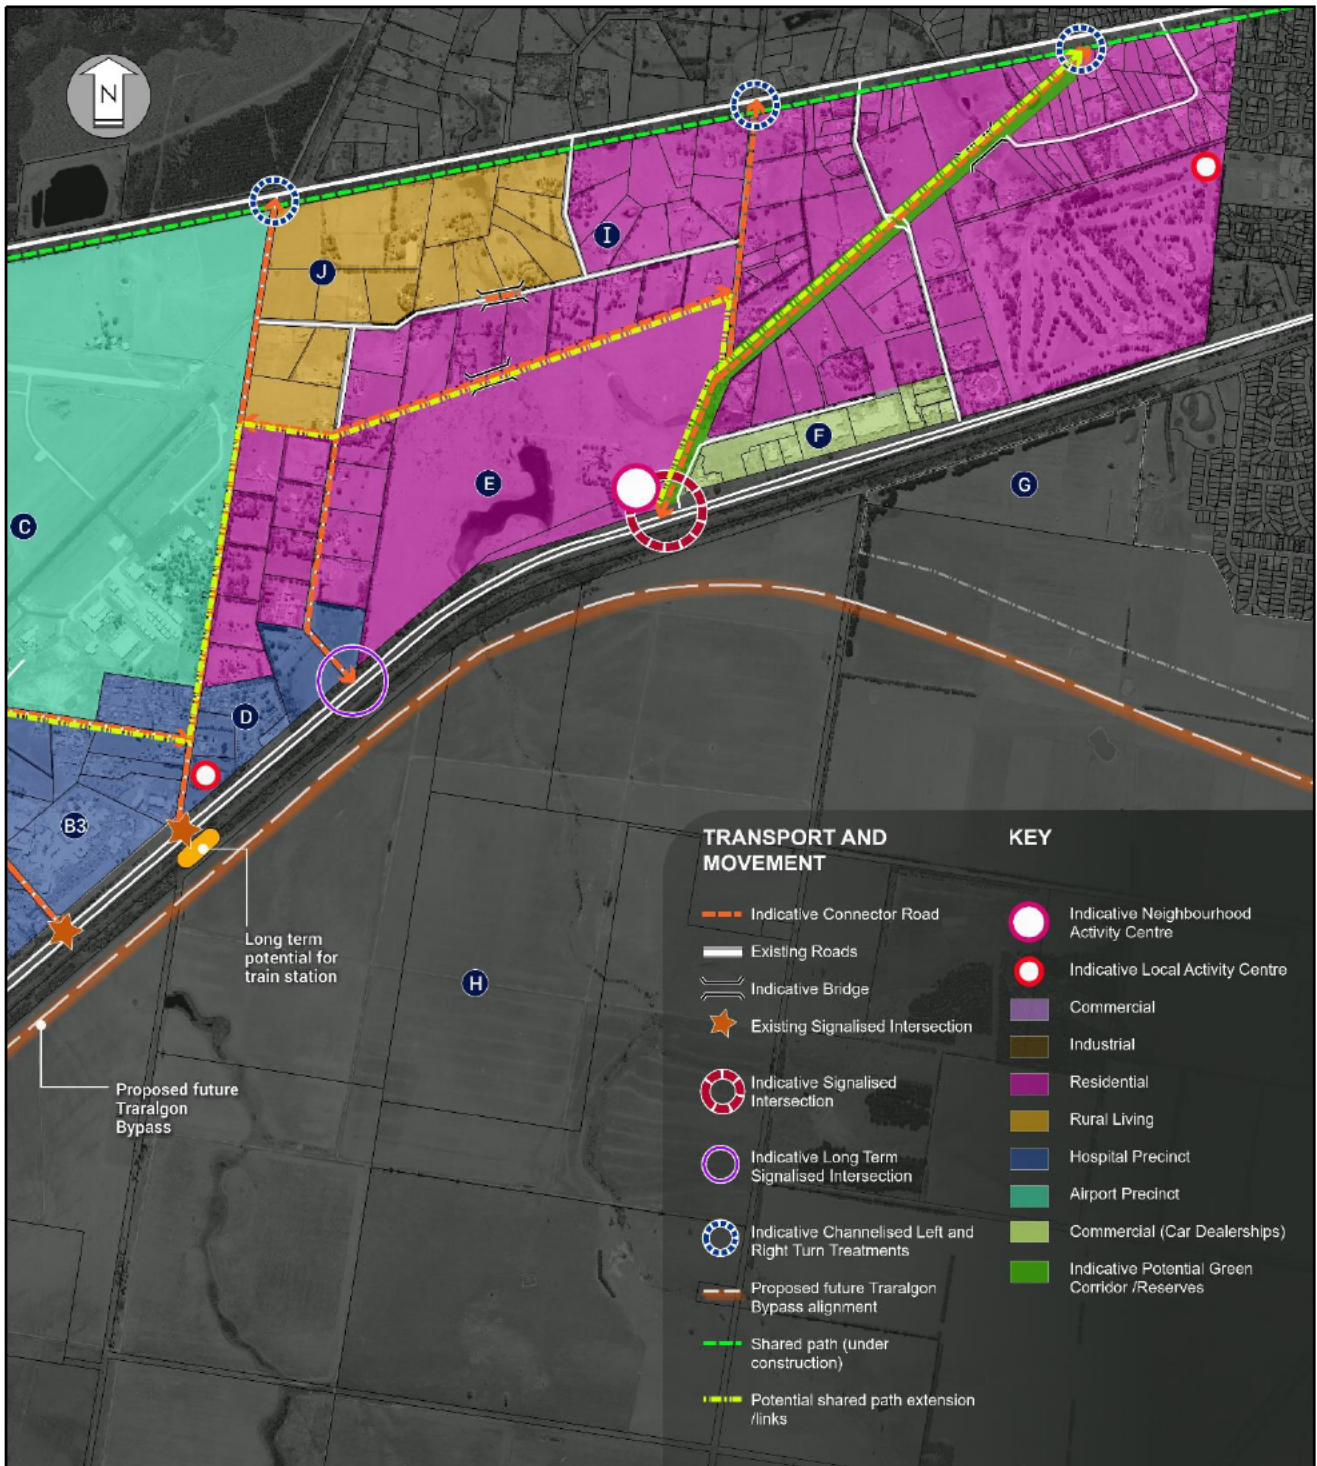 N
J
I
C
E
F
G
D
B3
H
Long term
potential for
train station
Proposed future
Traralgon
Bypass
TRANSPORT AND
MOVEMENT
Indicative Connector Road
Existing Roads
Indicative Bridge
Existing Signalised Intersection
Indicative Signalised
Intersection
Indicative Long Term
Signalised Intersection
Indicative Channelised Left and
Right Turn Treatments
Proposed future Traralgon
Bypass alignment
Shared path (under
construction)
Potential shared path extension
/links
KEY
Indicative Neighbourhood
Activity Centre
Indicative Local Activity Centre
Commercial
Industrial
Residential
Rural Living
Hospital Precinct
Airport Precinct
Commercial (Car Dealerships)
Indicative Potential Green
Corridor /Reserves